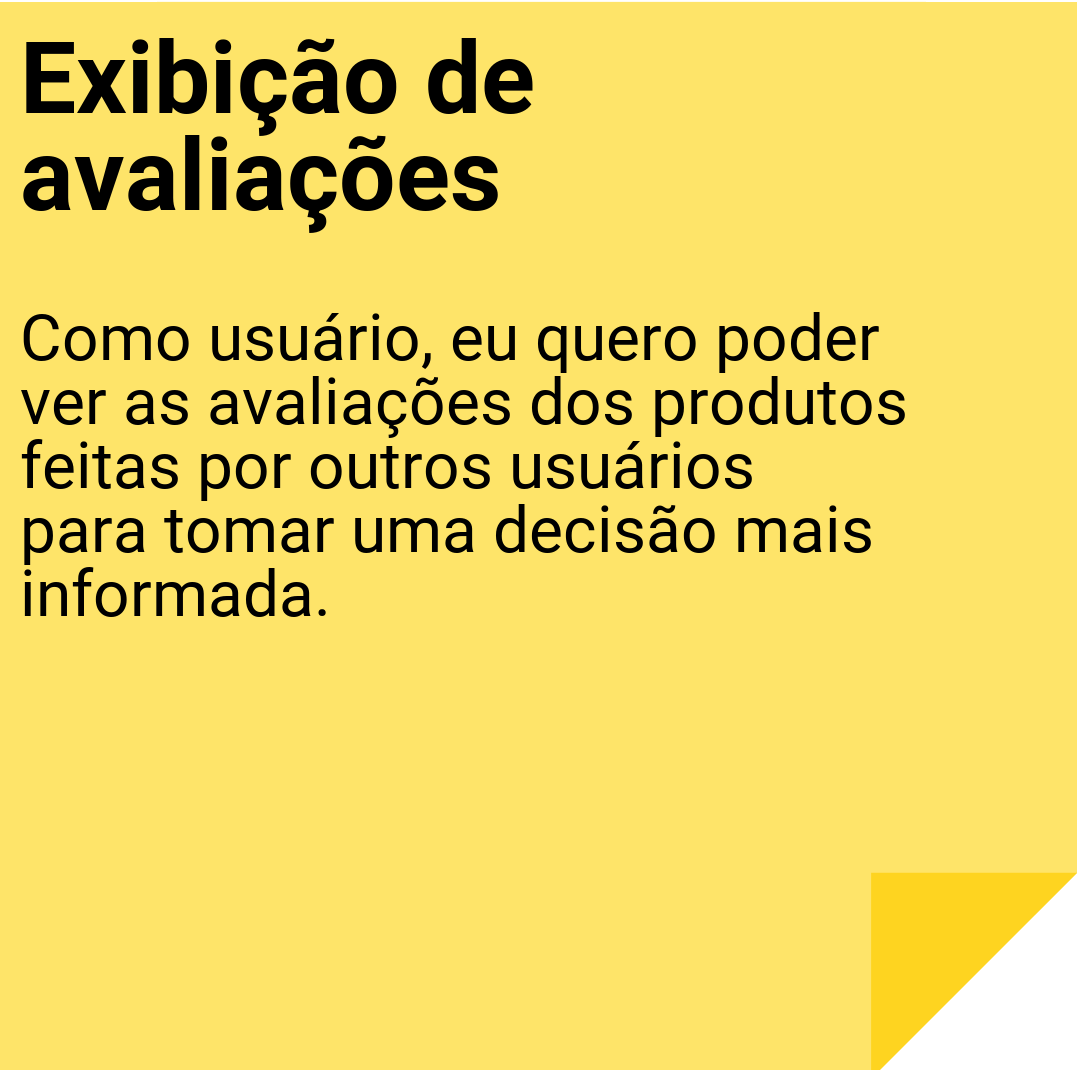 Exibição de
avaliações
Como usuário, eu quero poder
ver as avaliações dos produtos
feitas por outros usuários
para tomar uma decisão mais
informada.